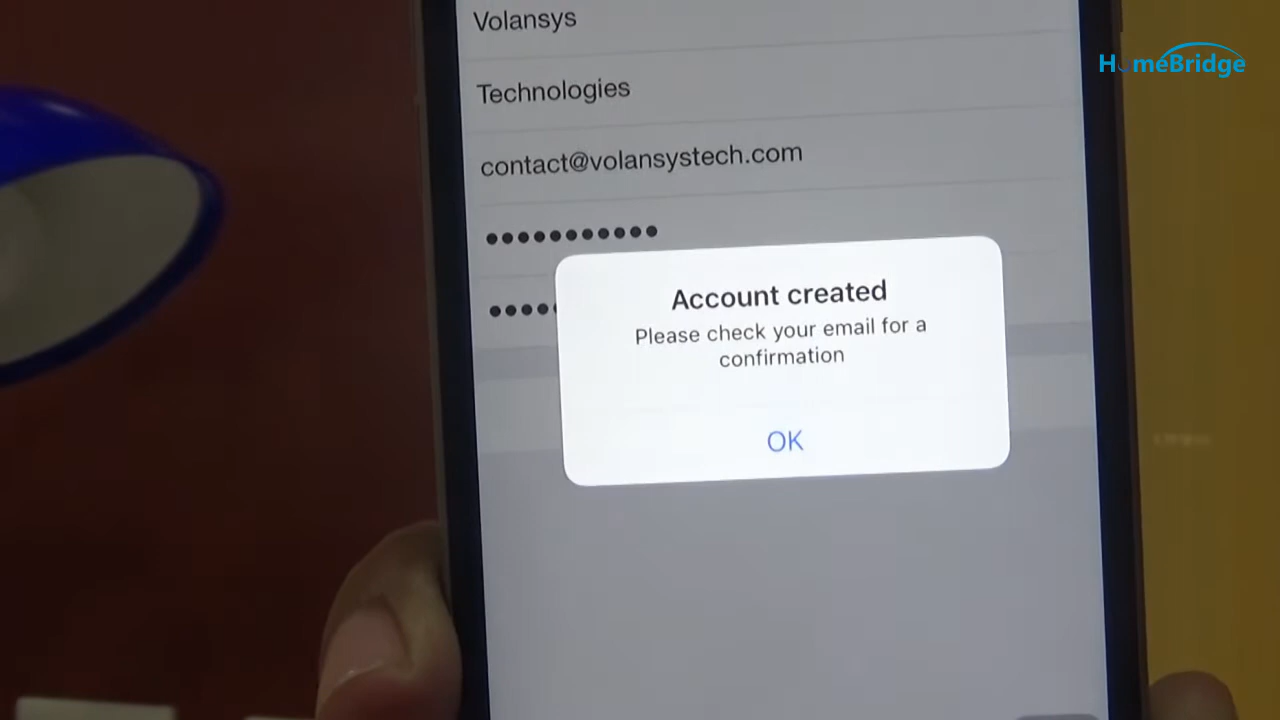 Volansys
HomeBridge
Technologies
contact@volansystech.com
•••••••••••
••••
Account created
Please check your email for a
confirmation
OK